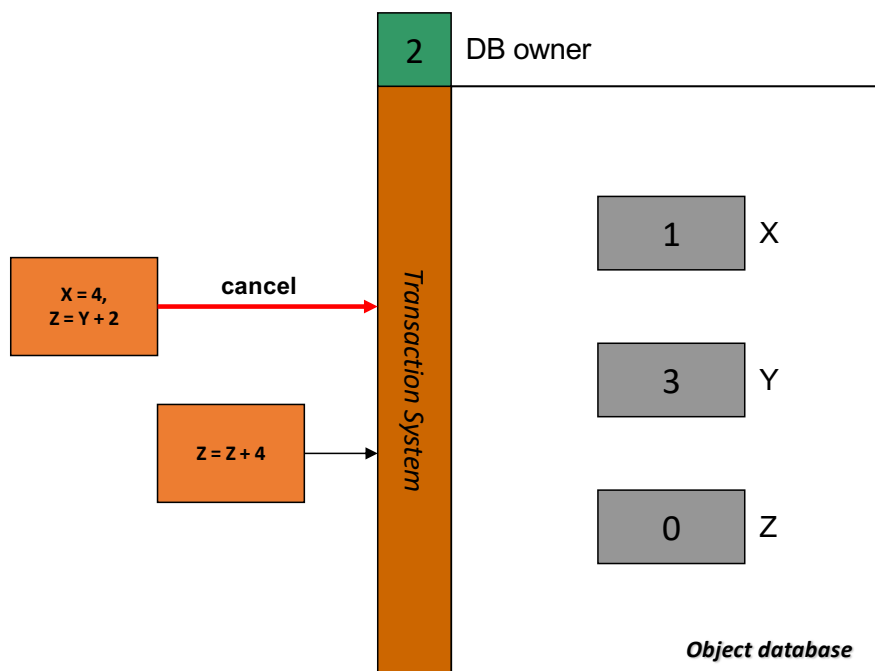 2
DB owner
1
X
cancel
X = 4,
Z = Y + 2
Transaction System
3
Y
Z = Z + 4
0
Z
Object database